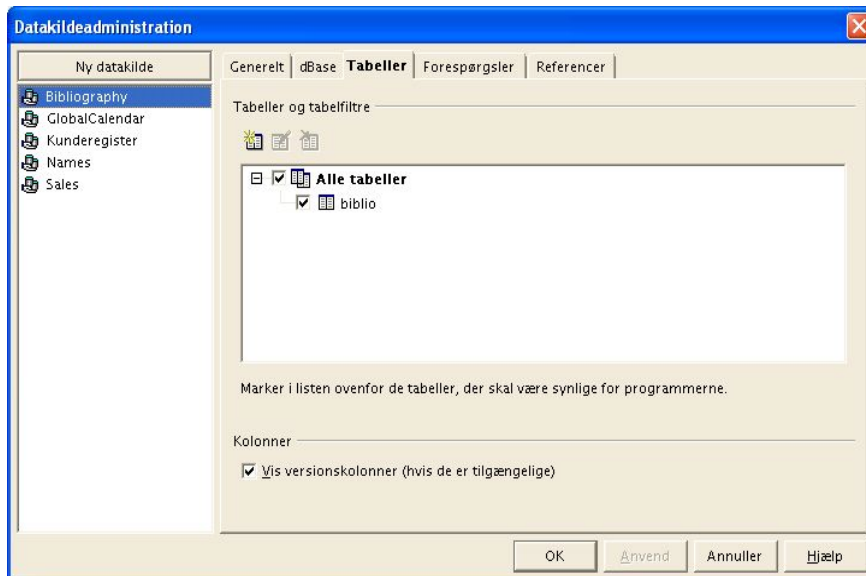 Datakildeadministration
Ny datakilde
Bibliography
GlobalCalendar
Kunderegister
Names
Sales
Generelt
dBase
Tabeller
Forespørgsler
Referencer
Tabeller og tabelfiltre
Alle tabeller
biblio
Marker i listen ovenfor de tabeller, der skal være synlige for programmerne.
Kolonner
Vis versionskolonner (hvis de er tilgængelige)
OK
Anvend
Annuller
Hjælp